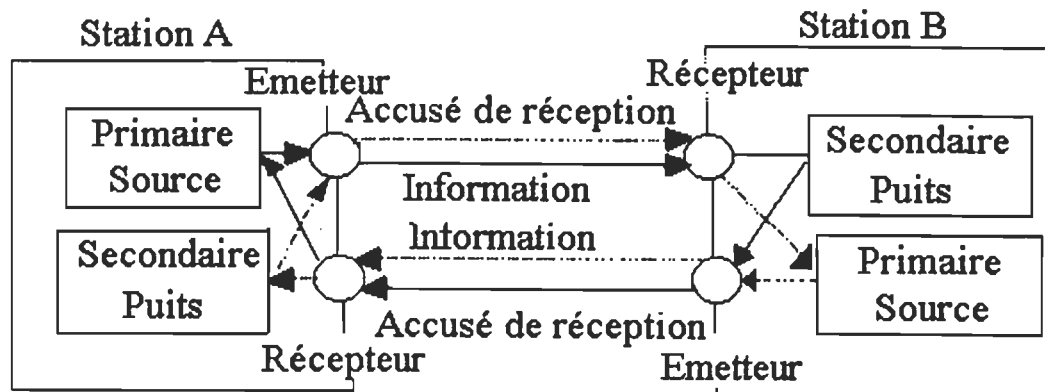 Station A
Station B
Emetteur
Récepteur
Accusé de réception
Primaire
Source
Secondaire
Puits
Information
Information
Secondaire
Puits
Primaire
Source
Accusé de réception
Récepteur
Emetteur